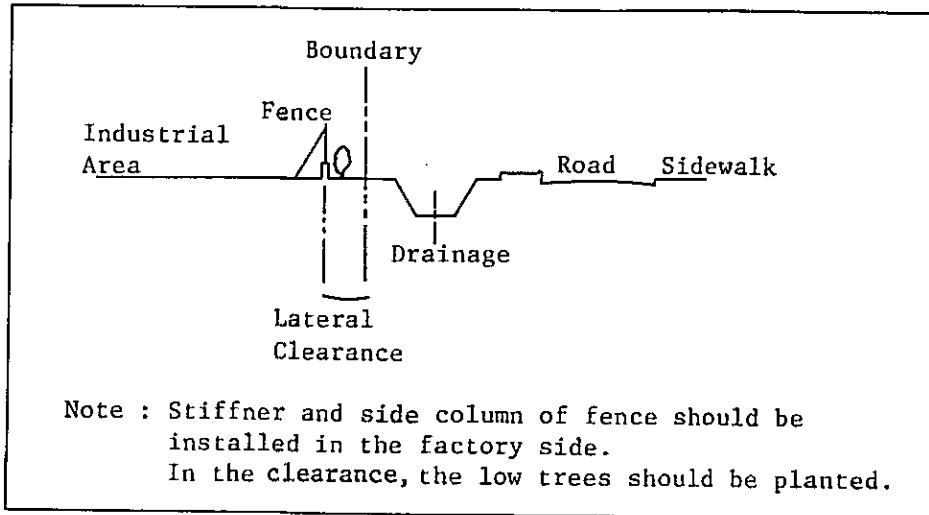 Boundary
Fence
Industrial
Area
Road Sidewalk
Drainage
Lateral
Clearance
Note : Stiffner and side column of fence should be
installed in the factory side.
In the clearance, the low trees should be planted.